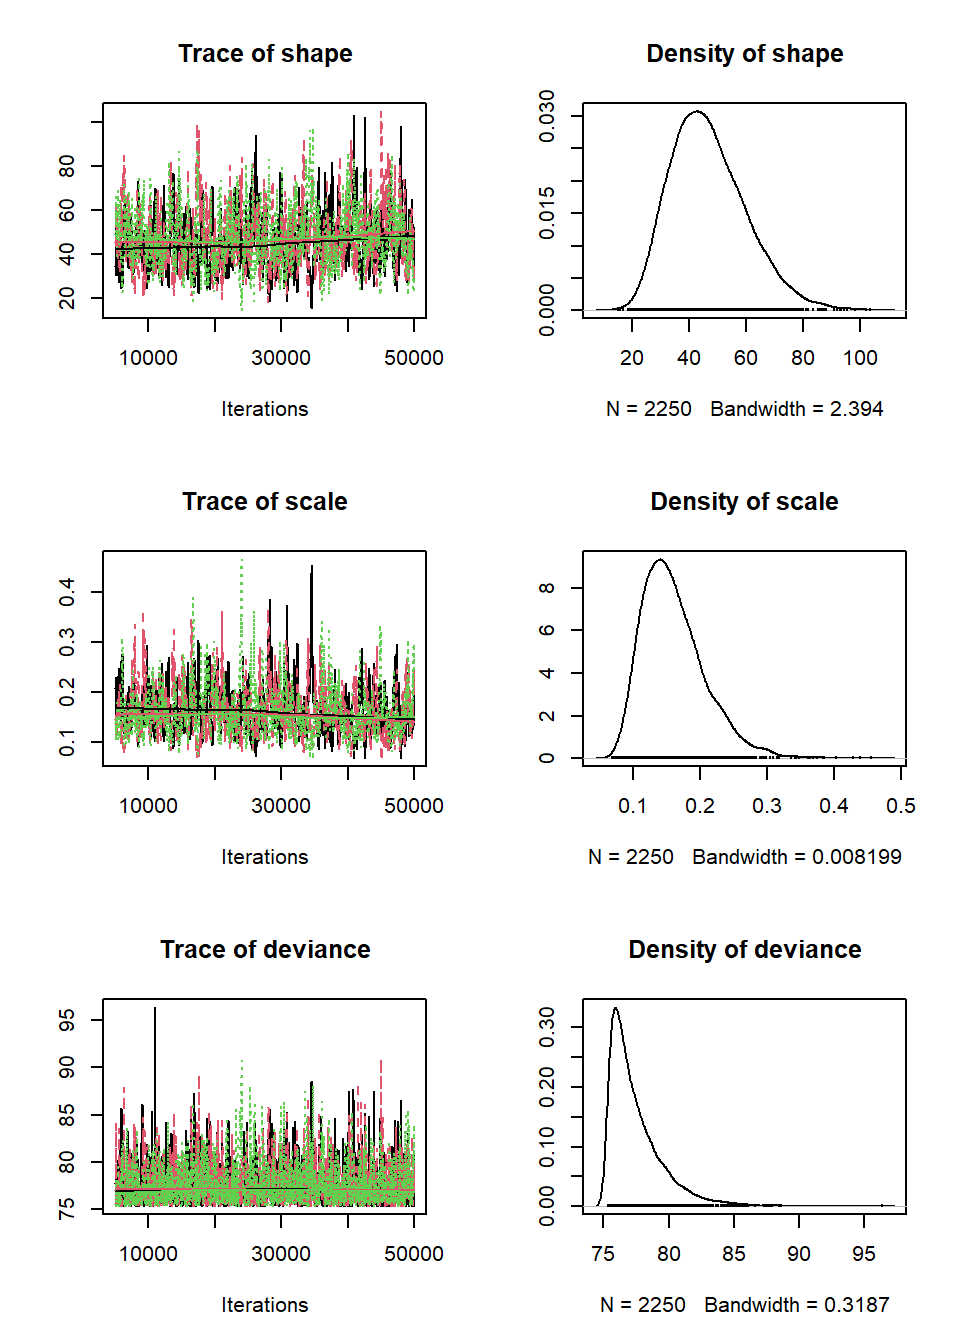 Trace of shape
80
60
40
20
10000 30000 50000
Iterations
Density of shape
0.030
0.015
0.000
20 40 60 80 100
N = 2250 Bandwidth = 2.394
Trace of scale
0.4
0.3
0.2
0.1
10000 30000 50000
Iterations
Density of scale
8
6
4
2
0
0.1 0.2 0.3 0.4 0.5
N = 2250 Bandwidth = 0.008199
Trace of deviance
95
90
85
80
75
10000 30000 50000
Iterations
Density of deviance
0.30
0.20
0.10
0.00
75 80 85 90 95
N = 2250 Bandwidth = 0.3187